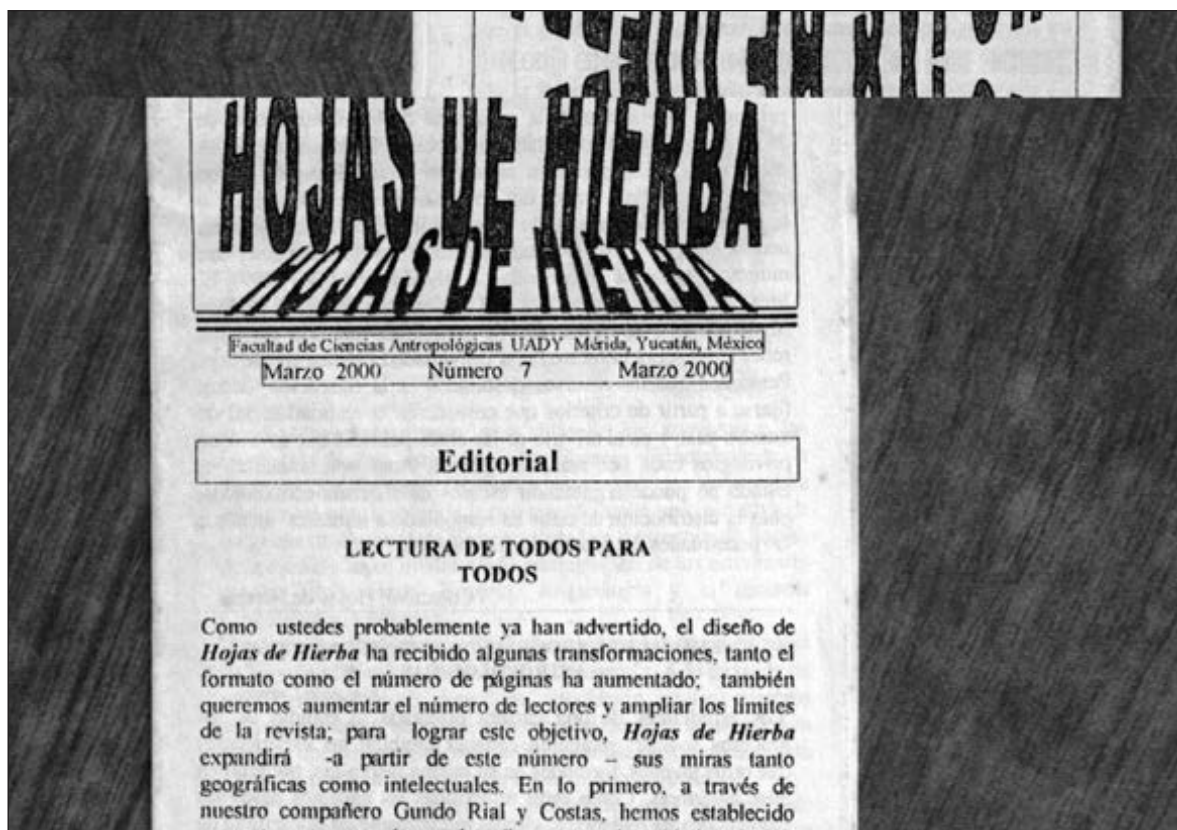 HOJAS DE HIERBA
HOJAS DE HIERBA
Facultad de Ciencias Antropológicas UADY Mérida, Yucatán, México
Marzo 2000 Número 7 Marzo 2000
Editorial
LECTURA DE TODOS PARA
TODOS
Como ustedes probablemente ya han advertido, el diseño de
Hojas de Hierba ha recibido algunas transformaciones, tanto el
formato como el número de páginas ha aumentado; también
queremos aumentar el número de lectores y ampliar los límites
de la revista; para lograr este objetivo, Hojas de Hierba
expandirá -a partir de este número – sus miras tanto
geográficas como intelectuales. En lo primero, a través de
nuestro compañero Gundo Rial y Costas, hemos establecido